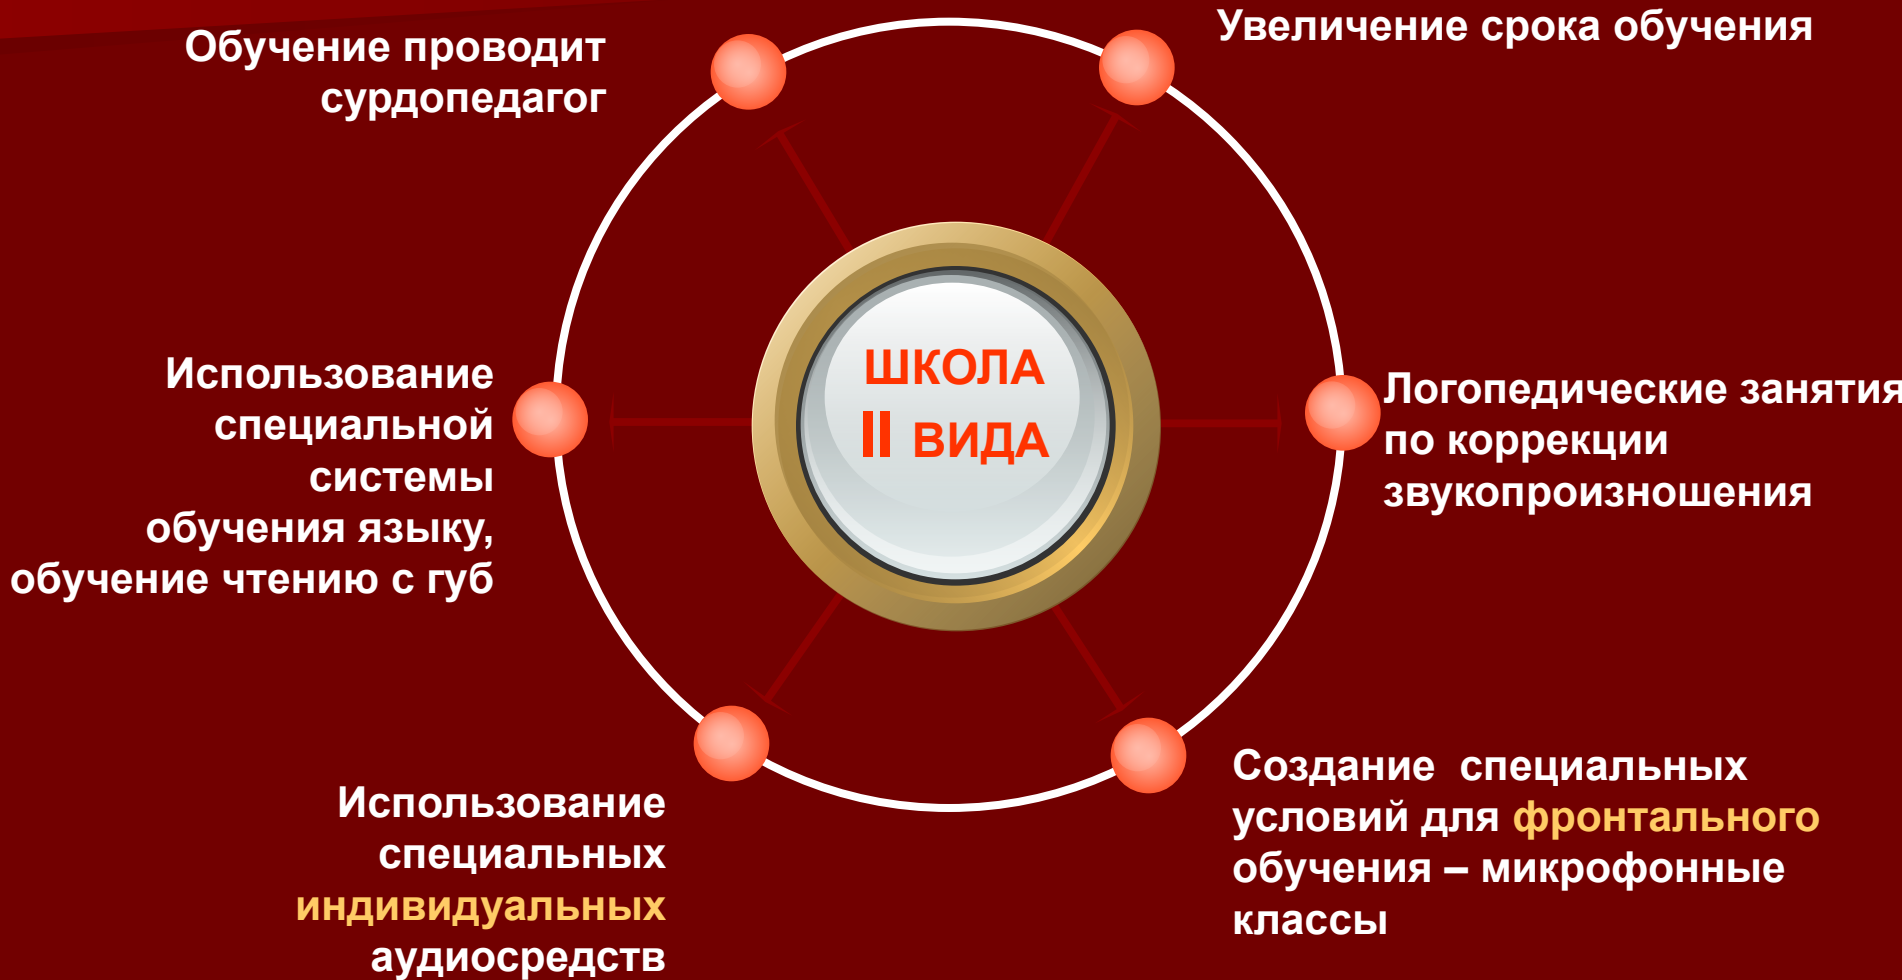 Обучение проводит
сурдопедагог
Увеличение срока обучения
Использование
специальной
системы
обучения языку,
обучение чтению с губ
ШКОЛА
II ВИДА
Логопедические занятия
по коррекции
звукопроизношения
Использование
специальных
индивидуальных
аудиосредств
Создание специальных
условий для фронтального
обучения – микрофонные
классы